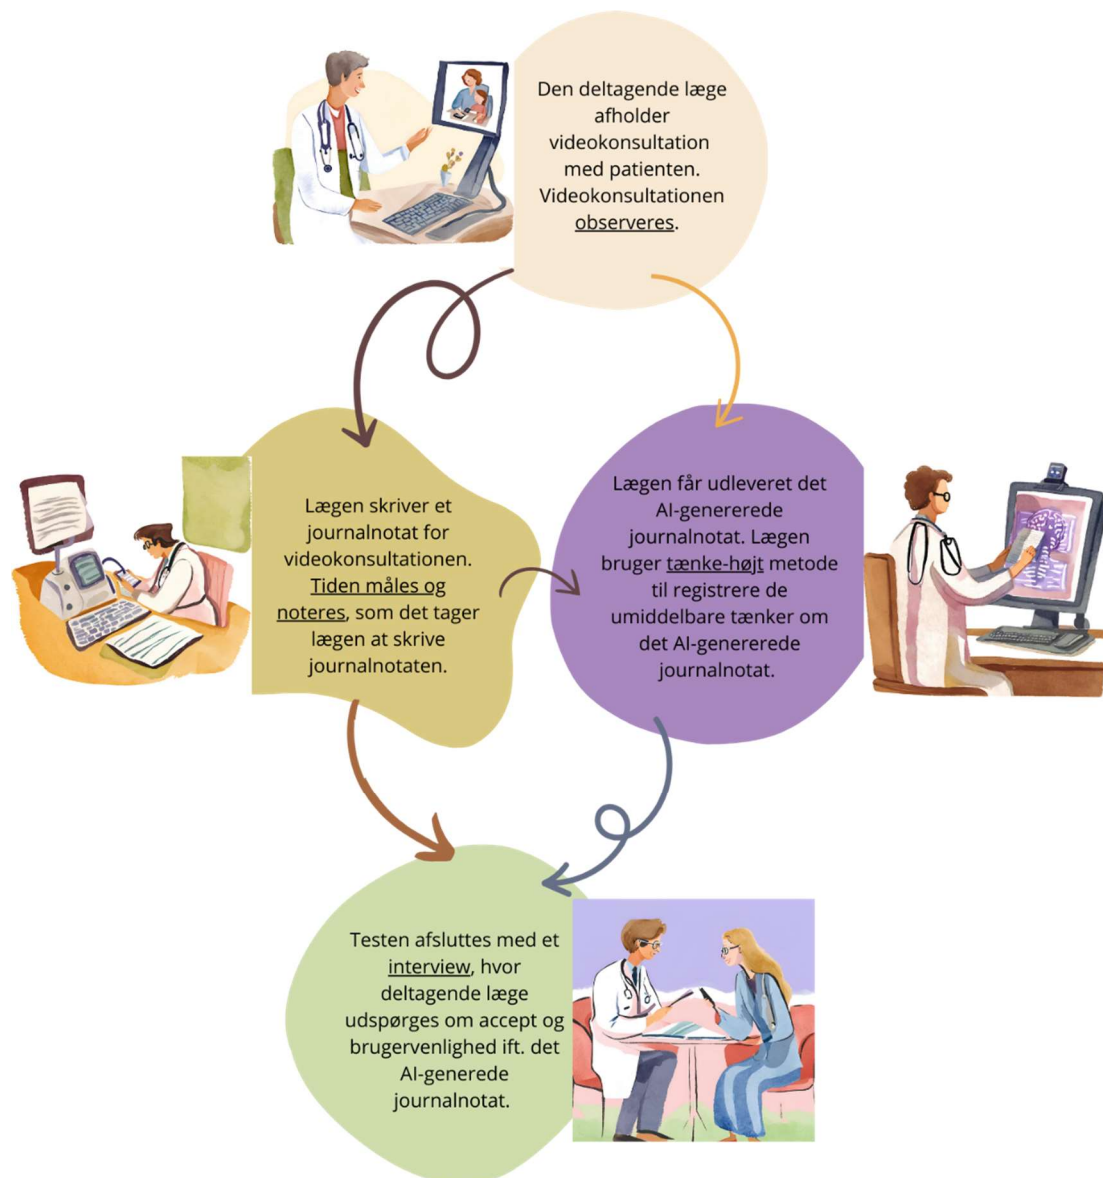 Den deltagende læge
afholder
videokonsultation
med patienten.
Videokonsultationen
observeres.
Lægen skriver et
journalnotat for
videokonsultationen.
Tiden måles og
noteres, som det tager
lægen at skrive
journalnotaten.
Lægen får udleveret det
AI-genererede
journalnotat. Lægen
bruger tænke-højt metode
til registrere de
umiddelbare tænker om
det AI-genererede
journalnotat.
Testen afsluttes med et
interview, hvor
deltagende læge
udspørges om accept og
brugervenlighed ift. det
AI-generede
journalnotat.